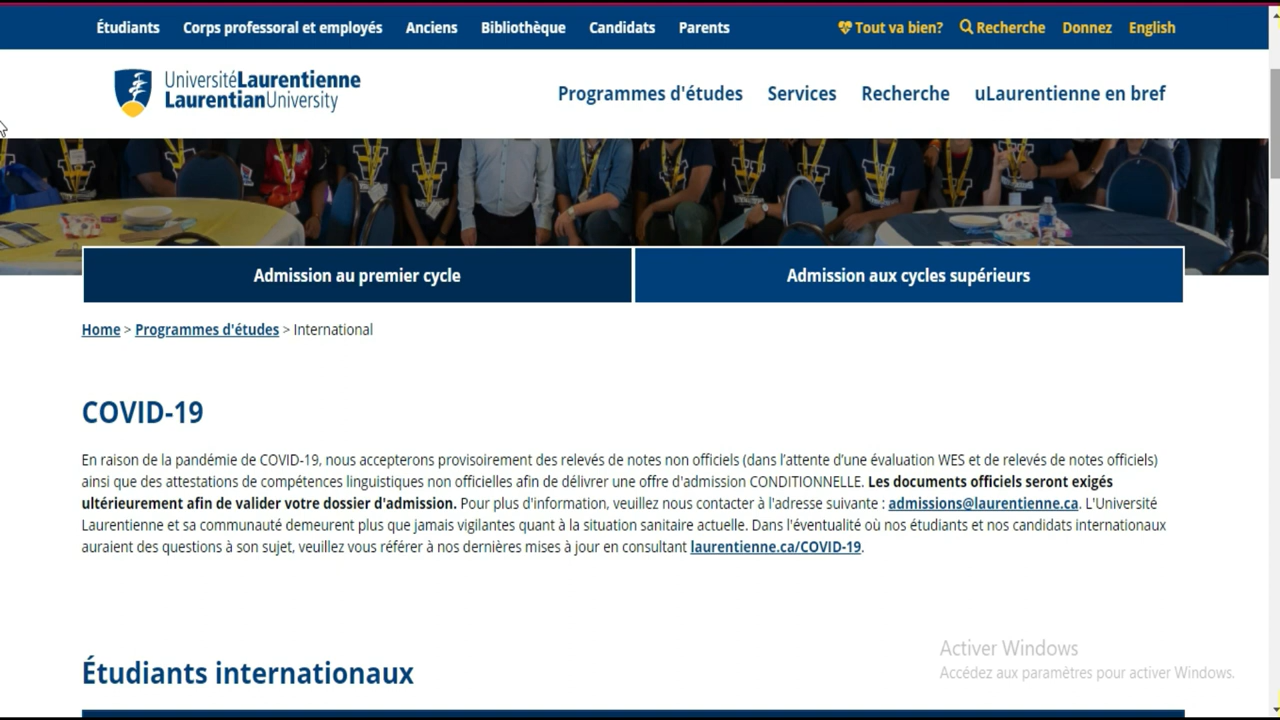 Étudiants Corps professoral et employés Anciens Bibliothèque Candidats Parents Tout va bien? Recherche Donnez English
UniversitéLaurentienne
LaurentianUniversity
Programmes d'études Services Recherche uLaurentienne en bref
Admission au premier cycle Admission aux cycles supérieurs
Home > Programmes d'études > International
COVID-19
En raison de la pandémie de COVID-19, nous accepterons provisoirement des relevés de notes non officiels (dans l'attente d'une évaluation WES et de relevés de notes officiels)
ainsi que des attestations de compétences linguistiques non officielles afin de délivrer une offre d'admission CONDITIONNELLE. Les documents officiels seront exigés
ultérieurement afin de valider votre dossier d'admission. Pour plus d'information, veuillez nous contacter à l'adresse suivante : admissions@laurentienne.ca. L'Université
Laurentienne et sa communauté demeurent plus que jamais vigilantes quant à la situation sanitaire actuelle. Dans l'éventualité où nos étudiants et nos candidats internationaux
auraient des questions à son sujet, veuillez vous référer à nos dernières mises à jour en consultant laurentienne.ca/COVID-19.
Étudiants internationaux
Activer Windows
Accédez aux paramètres pour activer Windows.